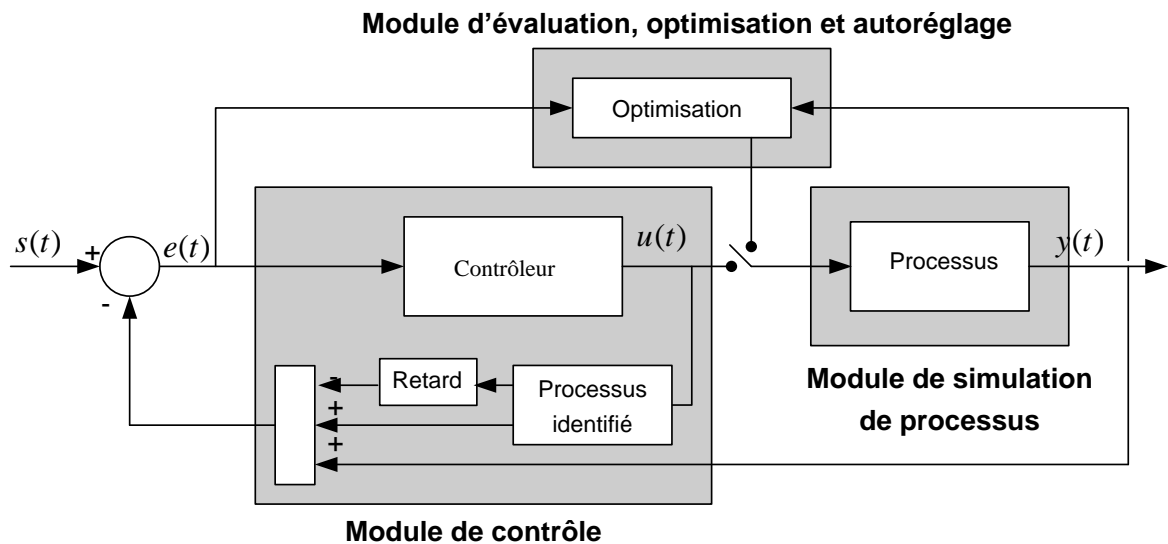 Module d’évaluation, optimisation et autoréglage
Optimisation
s(t)
+
-
e(t)
Contrôleur
u(t)
Processus
y(t)
Retard
-
+
+
Processus
identifié
Module de simulation
de processus
Module de contrôle